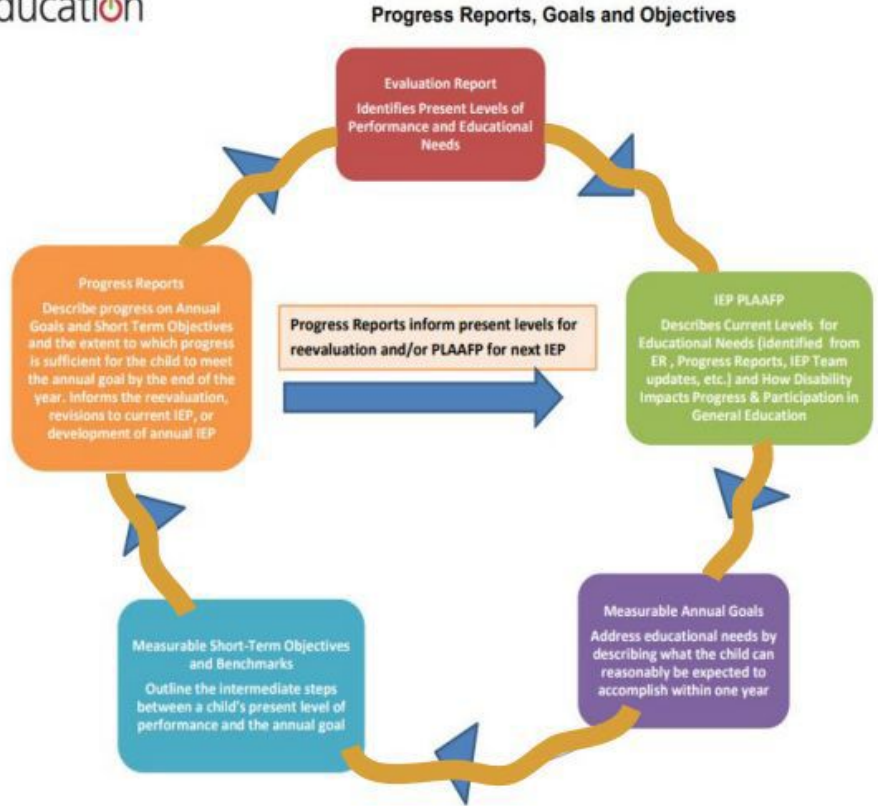 ducation
Progress Reports, Goals and Objectives
Evaluation Report
Identifies Present Levels of
Performance and Educational
Needs
Progress Reports
Describe progress on Annual
Goals and Short Term Objectives
and the extent to which progress
is sufficient for the child to meet
the annual goal by the end of the
year. Informs the reevaluation,
revisions to current IEP, or
development of annual IEP
Progress Reports inform present levels for
reevaluation and/or PLAAFP for next IEP
IEP PLAAFP
Describes Current Levels for
Educational Needs (identified from
ER , Progress Reports, IEP Team
updates, etc.) and How Disability
Impacts Progress & Participation in
General Education
Measurable Short-Term Objectives
and Benchmarks
Outline the intermediate steps
between a child's present level of
performance and the annual goal
Measurable Annual Goals
Address educational needs by
describing what the child can
reasonably be expected to
accomplish within one year